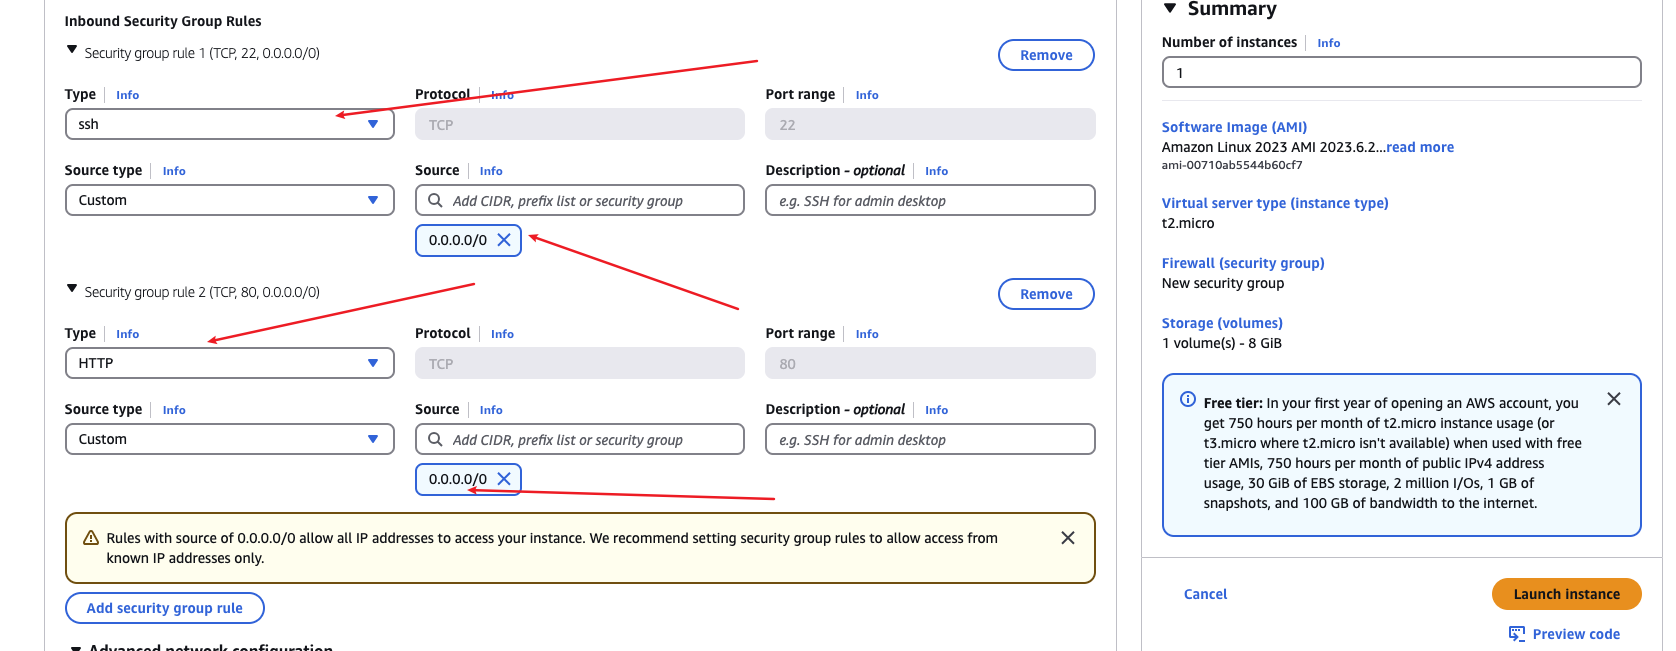 Inbound Security Group Rules
Security group rule 1 (TCP, 22, 0.0.0.0/0)
Remove
Type Info
Protocol Info
Port range Info
ssh
TCP
22
Source type Info
Source Info
Description - optional Info
Custom
Add CIDR, prefix list or security group
e.g. SSH for admin desktop
0.0.0.0/0
Security group rule 2 (TCP, 80, 0.0.0.0/0)
Remove
Type Info
Protocol Info
Port range Info
HTTP
TCP
80
Source type Info
Source Info
Description - optional Info
Custom
Add CIDR, prefix list or security group
e.g. SSH for admin desktop
0.0.0.0/0
Rules with source of 0.0.0.0/0 allow all IP addresses to access your instance. We recommend setting security group rules to allow access from
known IP addresses only.
Add security group rule
Advanced network configuration
Summary
Number of instances Info
1
Software Image (AMI)
Amazon Linux 2023 AMI 2023.6.2...read more
ami-00710ab5544b60cf7
Virtual server type (instance type)
t2.micro
Firewall (security group)
New security group
Storage (volumes)
1 volume(s) - 8 GiB
Free tier: In your first year of opening an AWS account, you
get 750 hours per month of t2.micro instance usage (or
t3.micro where t2.micro isn't available) when used with free
tier AMIs, 750 hours per month of public IPv4 address
usage, 30 GiB of EBS storage, 2 million I/Os, 1 GB of
snapshots, and 100 GB of bandwidth to the internet.
Cancel
Launch instance
Preview code